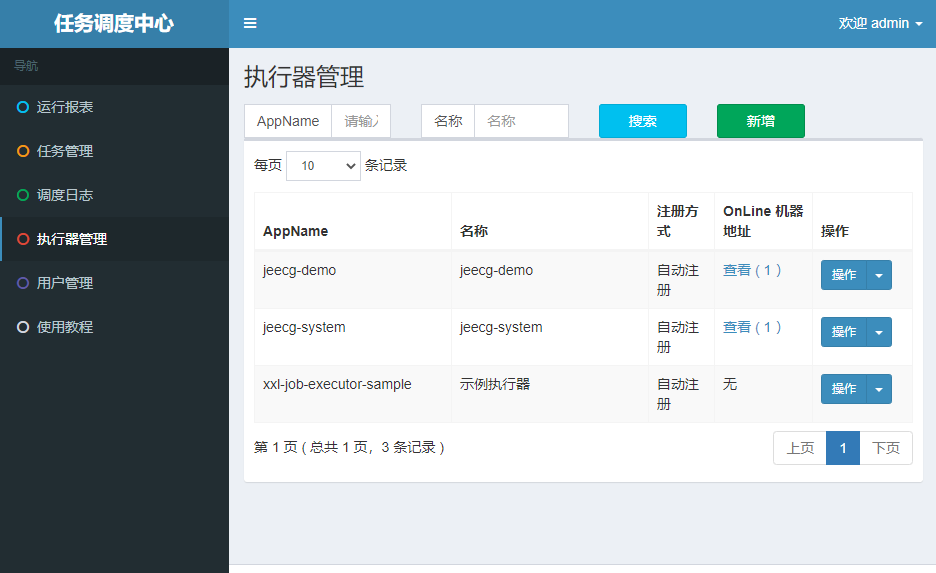 任务调度中心
欢迎 admin
导航
运行报表
任务管理
调度日志
执行器管理
用户管理
使用教程
执行器管理
AppName 请输入 名称 名称 搜索 新增
每页 10 条记录
AppName 名称 注册方式 OnLine 机器地址 操作
jeecg-demo jeecg-demo 自动注册 查看 ( 1 ) 操作
jeecg-system jeecg-system 自动注册 查看 ( 1 ) 操作
xxl-job-executor-sample 示例执行器 自动注册 无 操作
第 1 页 ( 总共 1 页，3 条记录 ) 上页 1 下页